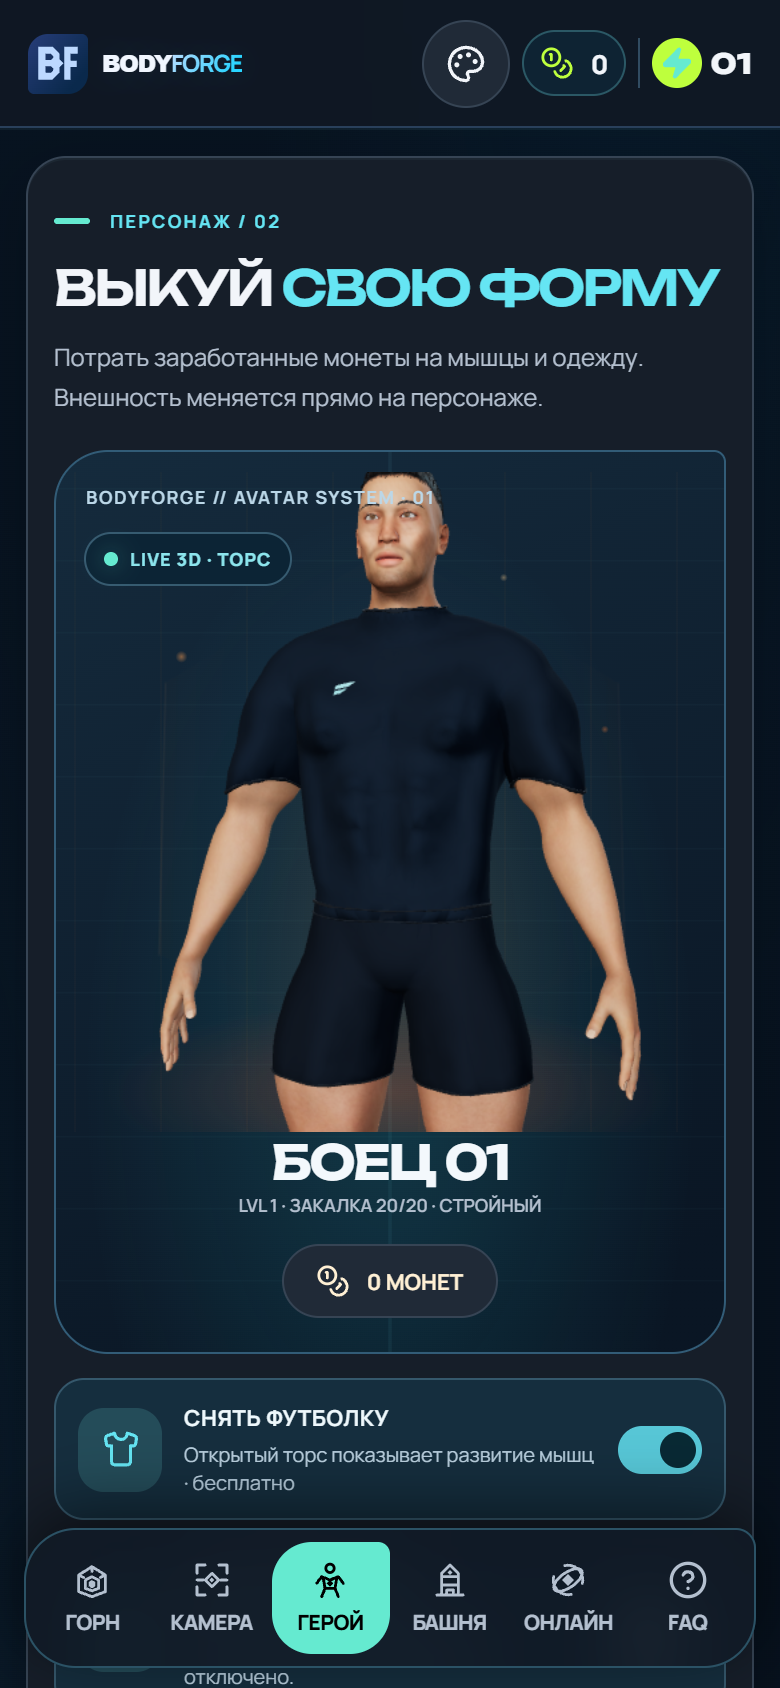 BF BODYFORGE 0 01
ПЕРСОНАЖ / 02
ВЫКУЙ СВОЮ ФОРМУ
Потрать заработанные монеты на мышцы и одежду.
Внешность меняется прямо на персонаже.
BODYFORGE // AVATAR SYSTEM · 01
LIVE 3D · ТОРС
БОЕЦ 01
LVL 1 · ЗАКАЛКА 20/20 · СТРОЙНЫЙ
0 МОНЕТ
СНЯТЬ ФУТБОЛКУ
Открытый торс показывает развитие мышц
· бесплатно
ГОРН КАМЕРА ГЕРОЙ БАШНЯ ОНЛАЙН FAQ
отключено.